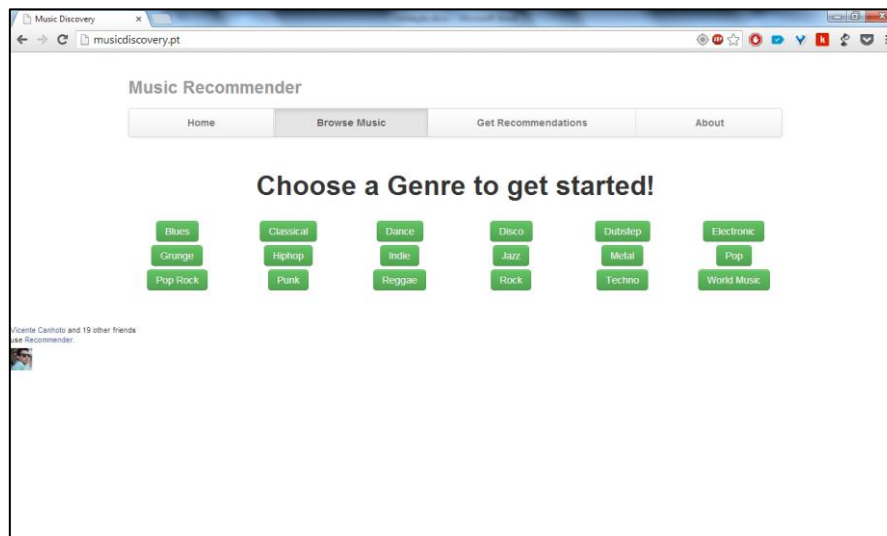 Music Discovery
musicdiscovery.pt
Music Recommender
Home Browse Music Get Recommendations About
Choose a Genre to get started!
Blues Classical Dance Disco Dubstep Electronic
Grunge Hiphop Indie Jazz Metal Pop
Pop Rock Punk Reggae Rock Techno World Music
Vicente Canhoto and 19 other friends
use Recommender.